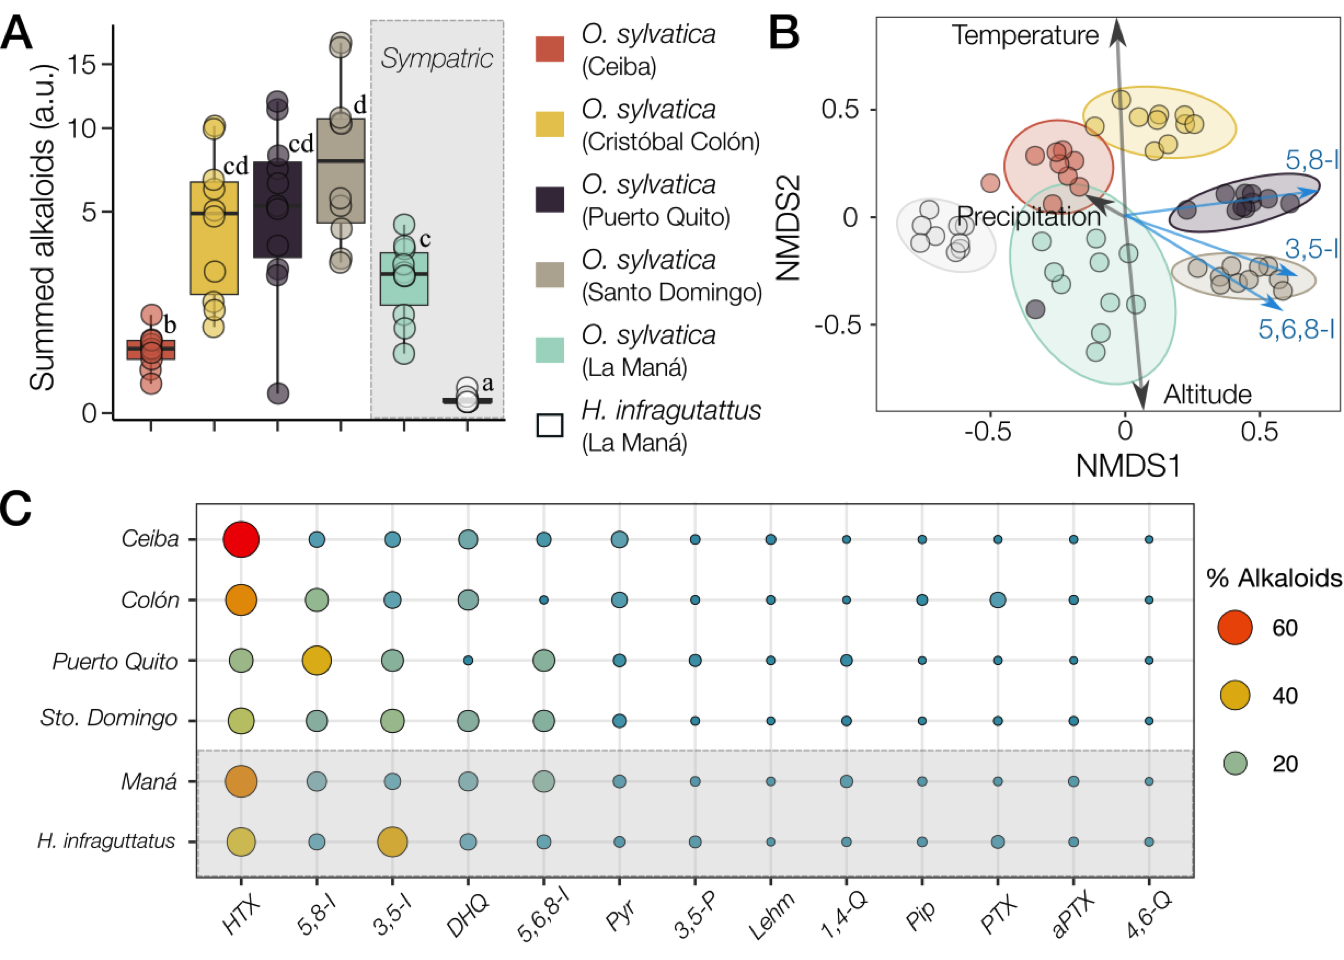 A
Summed alkaloids (a.u.)
15
10
5
0
b
cd
cd
d
c
a
Sympatric
O. sylvatica
(Ceiba)
O. sylvatica
(Cristóbal Colón)
O. sylvatica
(Puerto Quito)
O. sylvatica
(Santo Domingo)
O. sylvatica
(La Maná)
H. infragutattus
(La Maná)
B
NMDS2
0.5
0
-0.5
Temperature
Precipitation
5,8-I
3,5-I
5,6,8-I
Altitude
-0.5
0
0.5
NMDS1
C
Ceiba
Colón
Puerto Quito
Sto. Domingo
Maná
H. infraguttatus
HTX
5,8-I
3,5-I
DHQ
5,6,8-I
Pyr
3,5-P
Lehm
1,4-Q
Pip
PTX
aPTX
4,6-Q
% Alkaloids
60
40
20